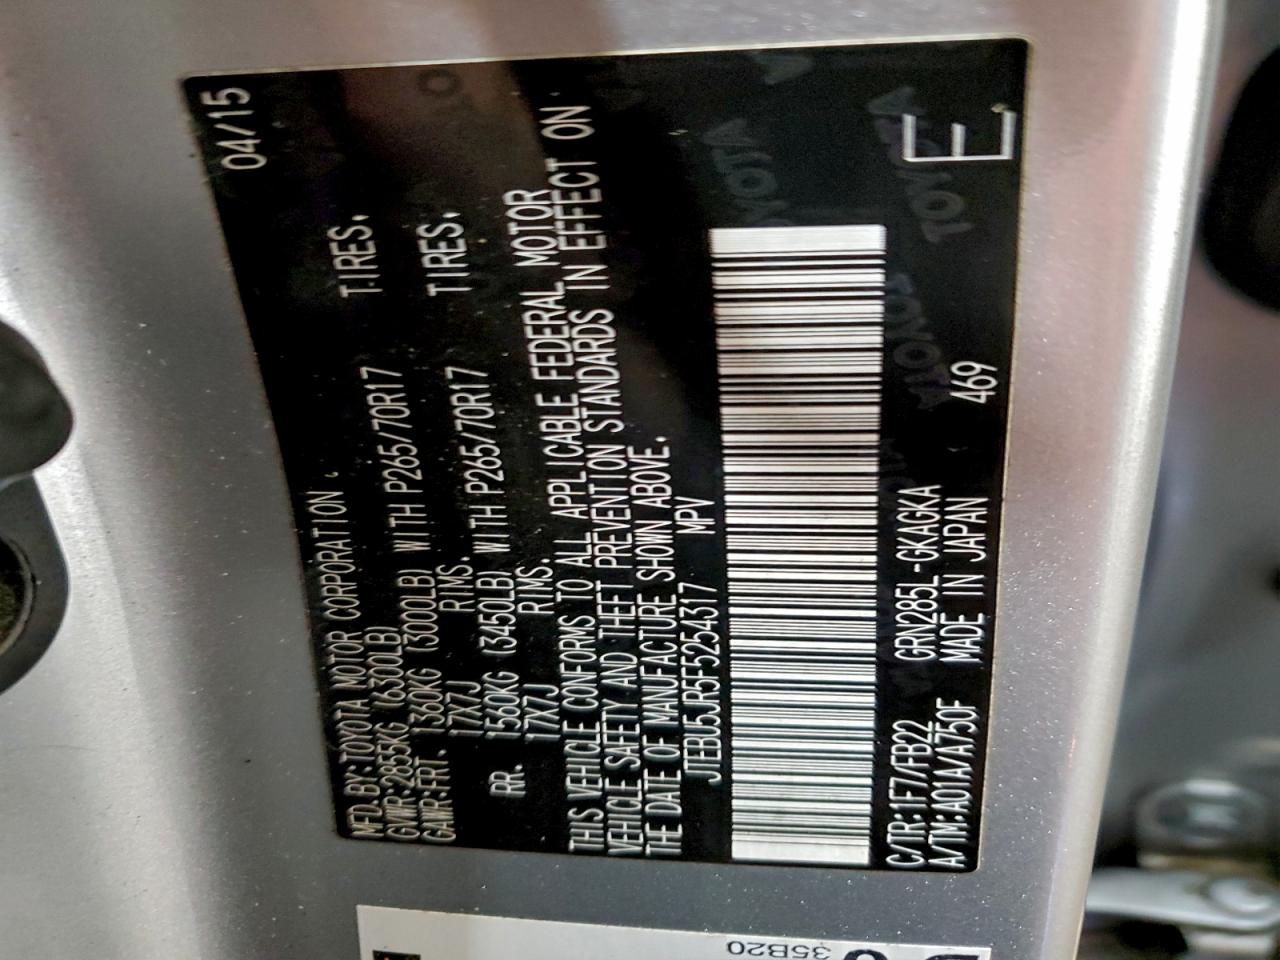 MFD. BY: TOYOTA MOTOR CORPORATION 04/15
GVWR: 2855KG (6300LB)
GAWR: FRT. 1360KG (3000LB) WITH P265/70R17 TIRES.
17X7J RIMS.
RR. 1560KG (3450LB) WITH P265/70R17 TIRES.
17X7J RIMS.
THIS VEHICLE CONFORMS TO ALL APPLICABLE FEDERAL MOTOR
VEHICLE SAFETY AND THEFT PREVENTION STANDARDS IN EFFECT ON
THE DATE OF MANUFACTURE SHOWN ABOVE.
JTEBU5JR5F5254317 MPV
C/TR: 1F7/FB22 GRN285L-GKAGKA
A/TM: A01A/A750F MADE IN JAPAN 469 E
35B20